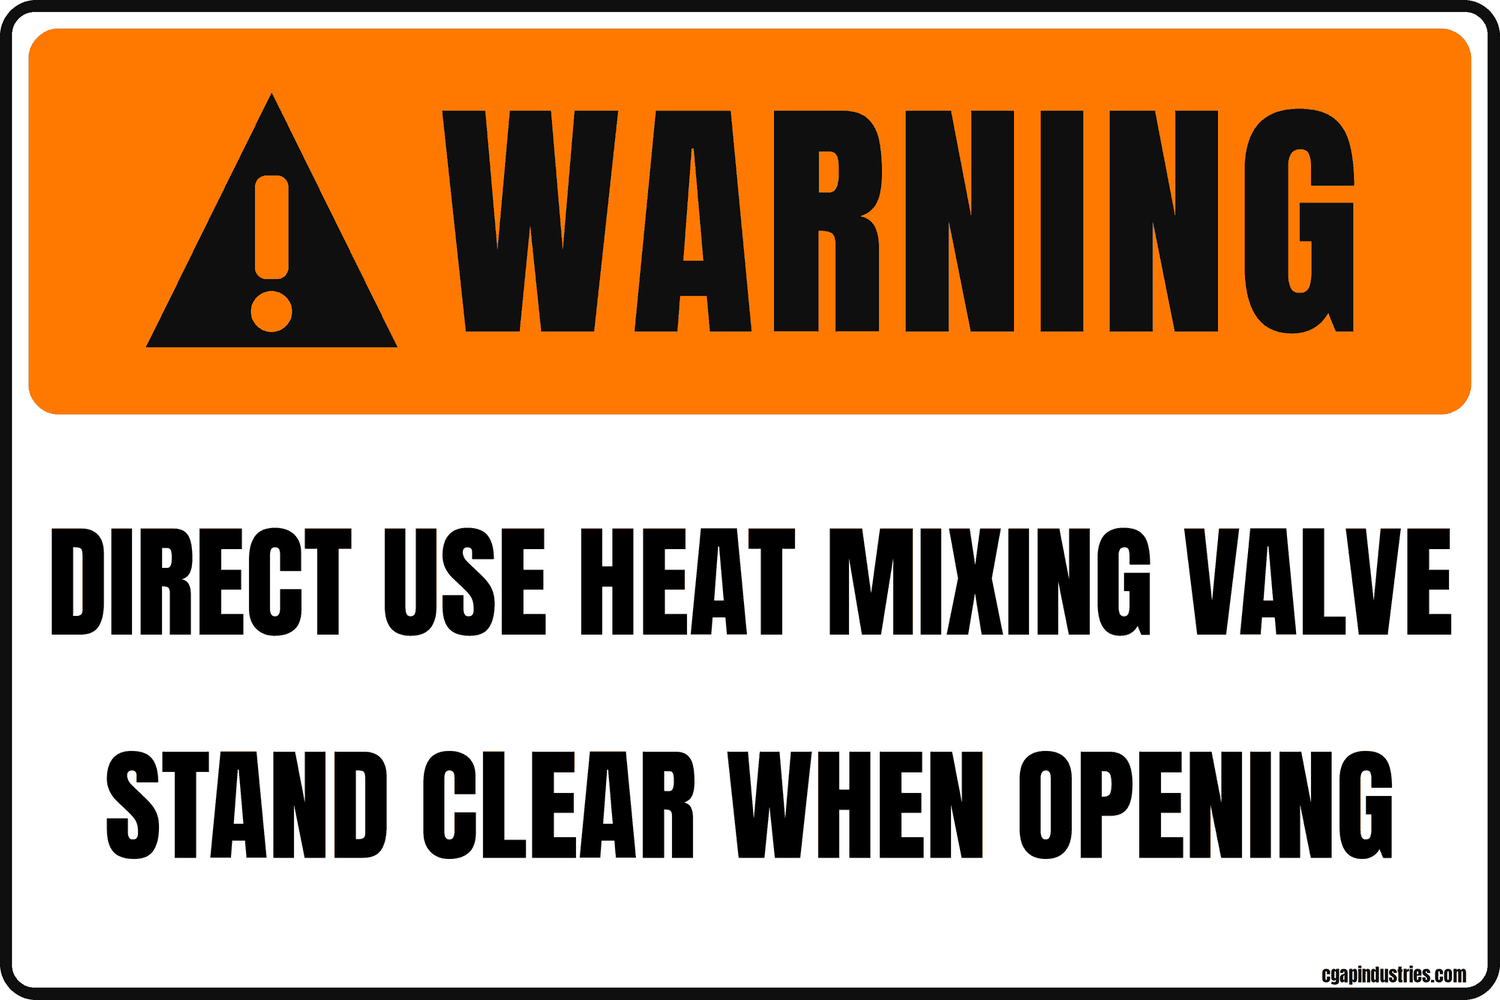 WARNING
DIRECT USE HEAT MIXING VALVE
STAND CLEAR WHEN OPENING
cgapindustries.com